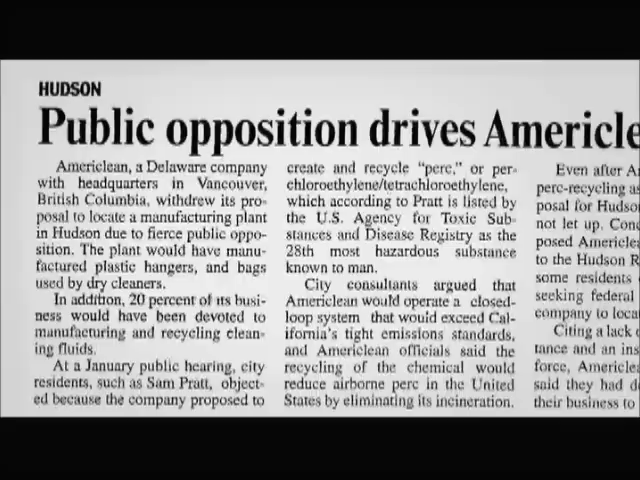 HUDSON
Public opposition drives Americle
Americlean, a Delaware company
with headquarters in Vancouver,
British Columbia, withdrew its pro-
posal to locate a manufacturing plant
in Hudson due to fierce public oppo-
sition. The plant would have manu-
factured plastic hangers, and bags
used by dry cleaners.
In addition, 20 percent of its busi-
ness would have been devoted to
manufacturing and recycling clean-
ing fluids.
At a January public hearing, city
residents, such as Sam Pratt, object-
ed because the company proposed to
create and recycle "perc," or per-
chloroethylene/tetrachloroethylene,
which according to Pratt is listed by
the U.S. Agency for Toxic Sub-
stances and Disease Registry as the
28th most hazardous substance
known to man.
City consultants argued that
Americlean would operate a closed-
loop system that would exceed Cal-
ifornia's tight emissions standards,
and Americlean officials said the
recycling of the chemical would
reduce airborne perc in the United
States by eliminating its incineration.
Even after A
perc-recycling as
posal for Hudso
not let up. Conc
posed Americlea
to the Hudson R
some residents
seeking federal
company to loca
Citing a lack o
tance and an ins
force, Americlea
said they had de
their business to